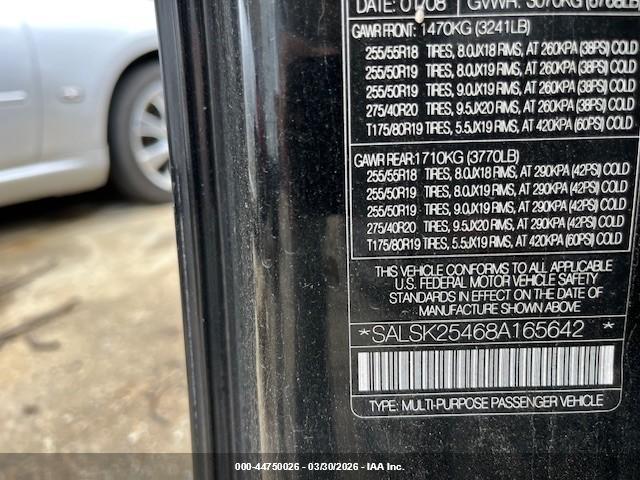 DATE: 01/08 GVWR: 3070KG (6768LB)
GAWR FRONT: 1470KG (3241LB)
255/55R18 TIRES, 8.0JX18 RIMS, AT 260KPA (38PSI) COLD
255/50R19 TIRES, 8.0JX19 RIMS, AT 260KPA (38PSI) COLD
255/50R19 TIRES, 9.0JX19 RIMS, AT 260KPA (38PSI) COLD
275/40R20 TIRES, 9.5JX20 RIMS, AT 260KPA (38PSI) COLD
T175/80R19 TIRES, 5.5JX19 RIMS, AT 420KPA (60PSI) COLD
GAWR REAR:1710KG (3770LB)
255/55R18 TIRES, 8.0JX18 RIMS, AT 290KPA (42PSI) COLD
255/50R19 TIRES, 8.0JX19 RIMS, AT 290KPA (42PSI) COLD
255/50R19 TIRES, 9.0JX19 RIMS, AT 290KPA (42PSI) COLD
275/40R20 TIRES, 9.5JX20 RIMS, AT 290KPA (42PSI) COLD
T175/80R19 TIRES, 5.5JX19 RIMS, AT 420KPA (60PSI) COLD
THIS VEHICLE CONFORMS TO ALL APPLICABLE
U.S. FEDERAL MOTOR VEHICLE SAFETY
STANDARDS IN EFFECT ON THE DATE OF
MANUFACTURE SHOWN ABOVE
*SALSK25468A165642 *
TYPE: MULTI-PURPOSE PASSENGER VEHICLE
000-44750026 - 03/30/2026 - IAA Inc.